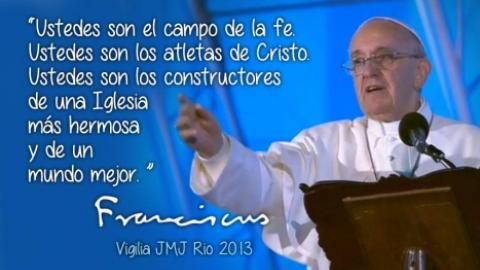 "Ustedes son el campo de la fe.
Ustedes son los atletas de Cristo.
Ustedes son los constructores
de una Iglesia
más hermosa
y de un
mundo mejor. "
Franciscus
Vigilia JMJ Rio 2013